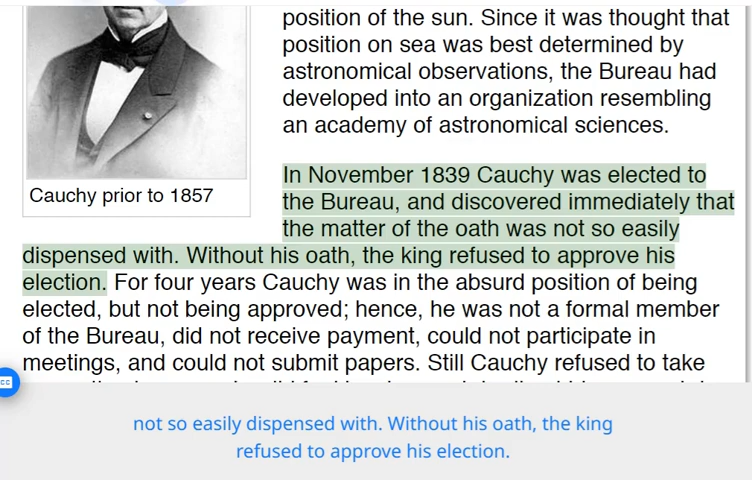 position of the sun. Since it was thought that
position on sea was best determined by
astronomical observations, the Bureau had
developed into an organization resembling
an academy of astronomical sciences.
Cauchy prior to 1857
In November 1839 Cauchy was elected to
the Bureau, and discovered immediately that
the matter of the oath was not so easily
dispensed with. Without his oath, the king refused to approve his
election. For four years Cauchy was in the absurd position of being
elected, but not being approved; hence, he was not a formal member
of the Bureau, did not receive payment, could not participate in
meetings, and could not submit papers. Still Cauchy refused to take
cc
not so easily dispensed with. Without his oath, the king
refused to approve his election.